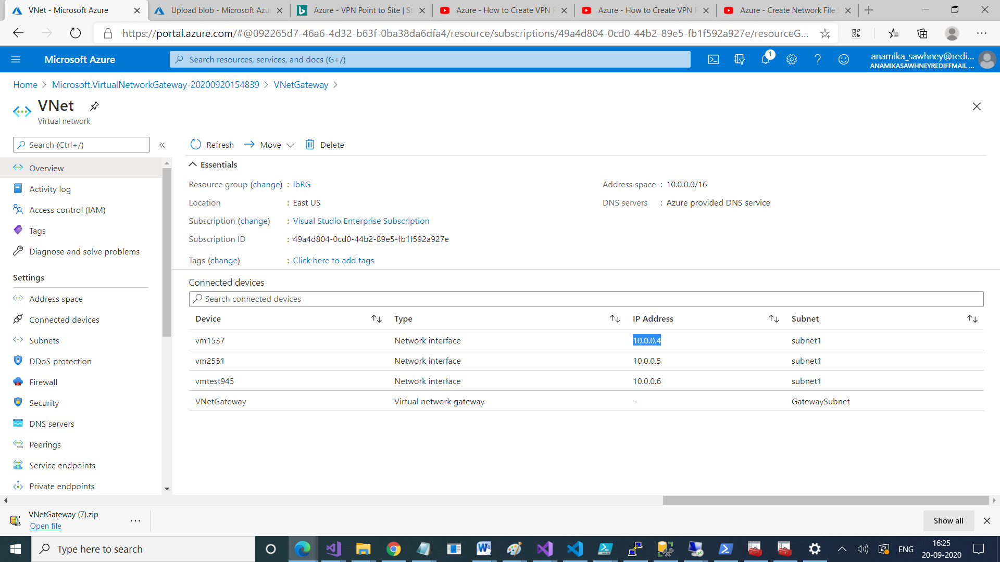 VNet - Microsoft Azure
Upload blob - Microsoft Azu
Azure - VPN Point to Site | St
Azure - How to Create VPN P
Azure - How to Create VPN P
Azure - Create Network File S
https://portal.azure.com/#@092265d7-46a6-4d32-b63f-0ba38da6dfa4/resource/subscriptions/49a4d804-0cd0-44b2-89e5-fb1f592a927e/resourceG...
Microsoft Azure
Search resources, services, and docs (G+/)
1
anamika_sawhney@redi...
ANAMIKASAWHNEYREDIFFMAIL ...
Home > Microsoft.VirtualNetworkGateway-20200920154839 > VNetGateway >
VNet
Virtual network
Search (Ctrl+/)
«
Refresh
Move
Delete
Overview
Activity log
Access control (IAM)
Tags
Diagnose and solve problems
Settings
Address space
Connected devices
Subnets
DDoS protection
Firewall
Security
DNS servers
Peerings
Service endpoints
Private endpoints
Essentials
Resource group (change) : lbRG
Location : East US
Subscription (change) : Visual Studio Enterprise Subscription
Subscription ID : 49a4d804-0cd0-44b2-89e5-fb1f592a927e
Tags (change) : Click here to add tags
Address space : 10.0.0.0/16
DNS servers : Azure provided DNS service
Connected devices
Search connected devices
Device Type IP Address Subnet
vm1537 Network interface 10.0.0.4 subnet1
vm2551 Network interface 10.0.0.5 subnet1
vmtest945 Network interface 10.0.0.6 subnet1
VNetGateway Virtual network gateway - GatewaySubnet
VNetGateway (7).zip
Open file
Show all
Type here to search
ENG
16:25
20-09-2020